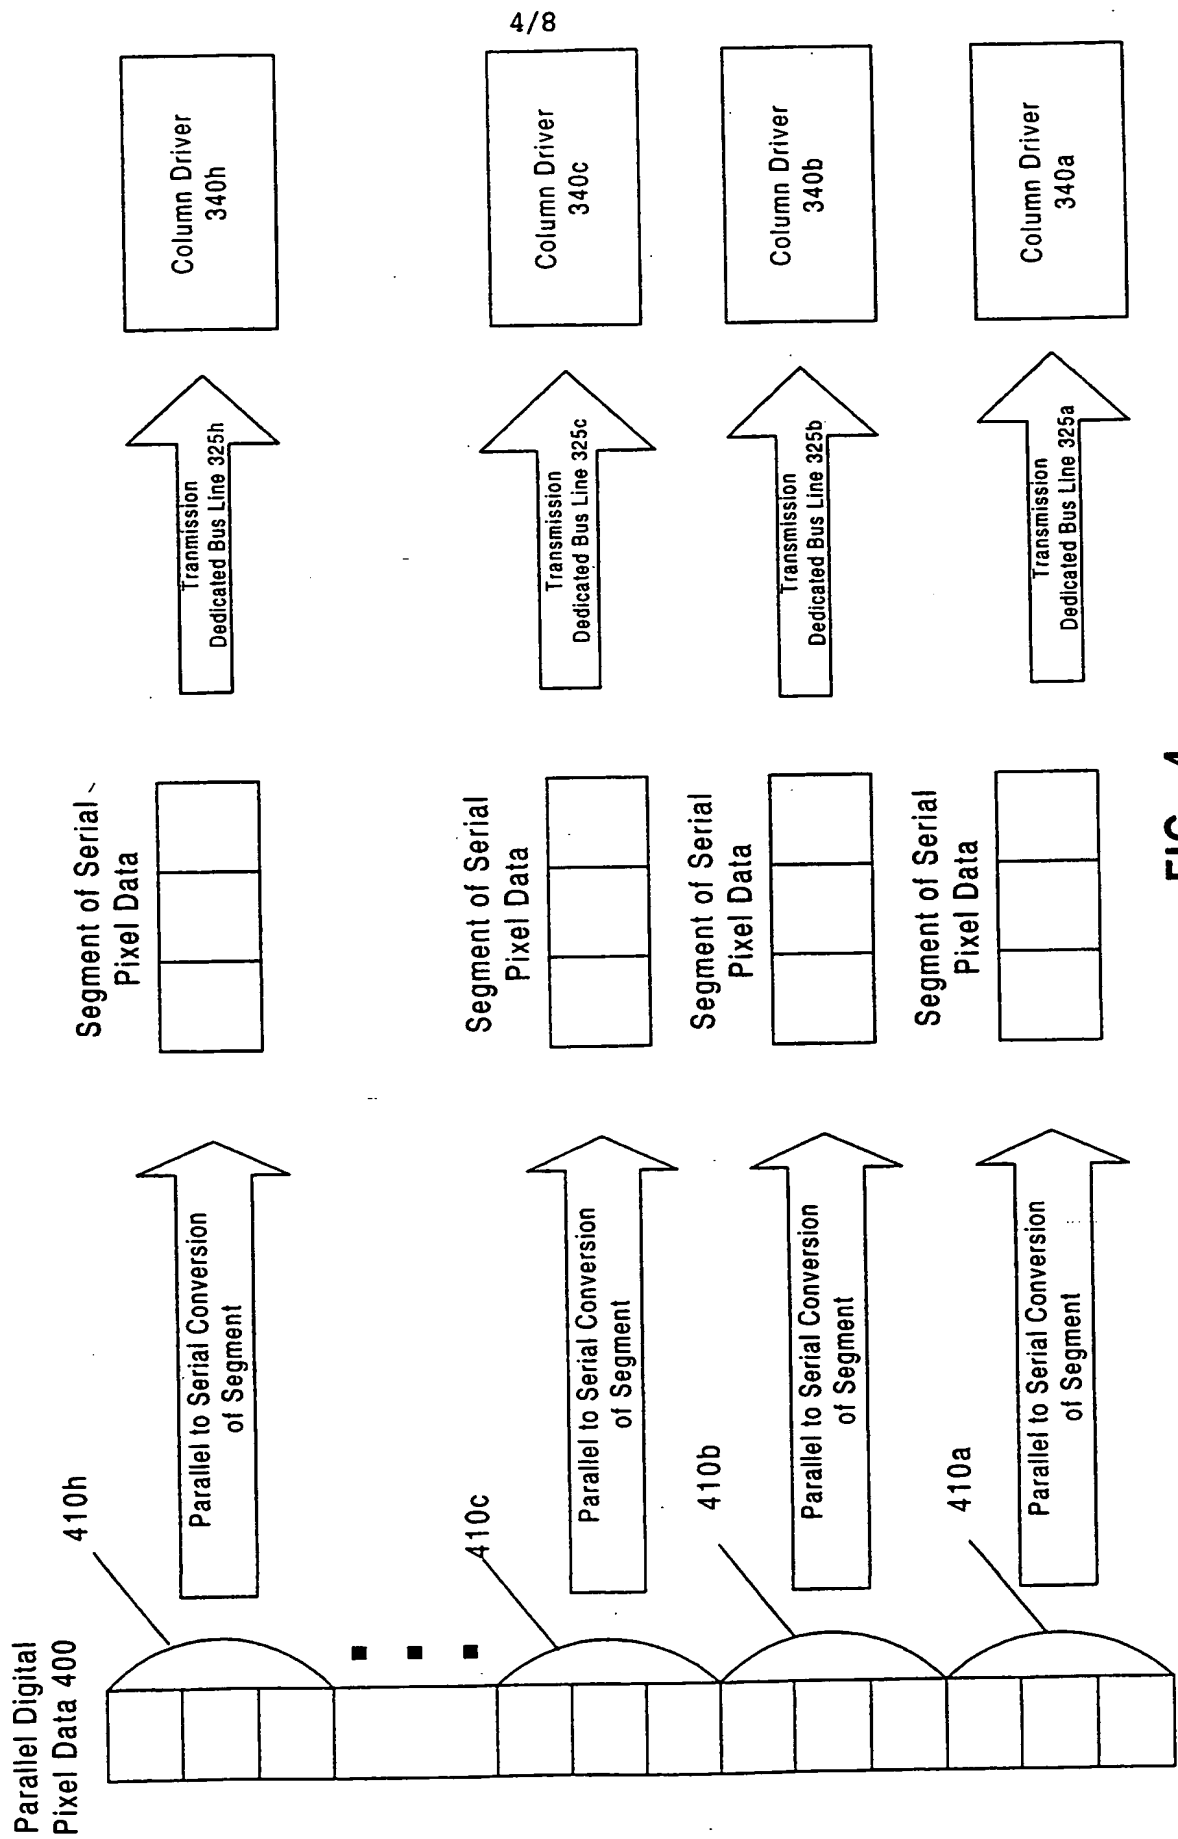 4/8
Parallel Digital
Pixel Data 400
410h
Parallel to Serial Conversion
of Segment
Segment of Serial
Pixel Data
Tranmission
Dedicated Bus Line 325h
Column Driver
340h
410c
Parallel to Serial Conversion
of Segment
Segment of Serial
Pixel Data
Transmission
Dedicated Bus Line 325c
Column Driver
340c
410b
Parallel to Serial Conversion
of Segment
Segment of Serial
Pixel Data
Transmission
Dedicated Bus Line 325b
Column Driver
340b
410a
Parallel to Serial Conversion
of Segment
Segment of Serial
Pixel Data
Transmission
Dedicated Bus Line 325a
Column Driver
340a
FIG. 4